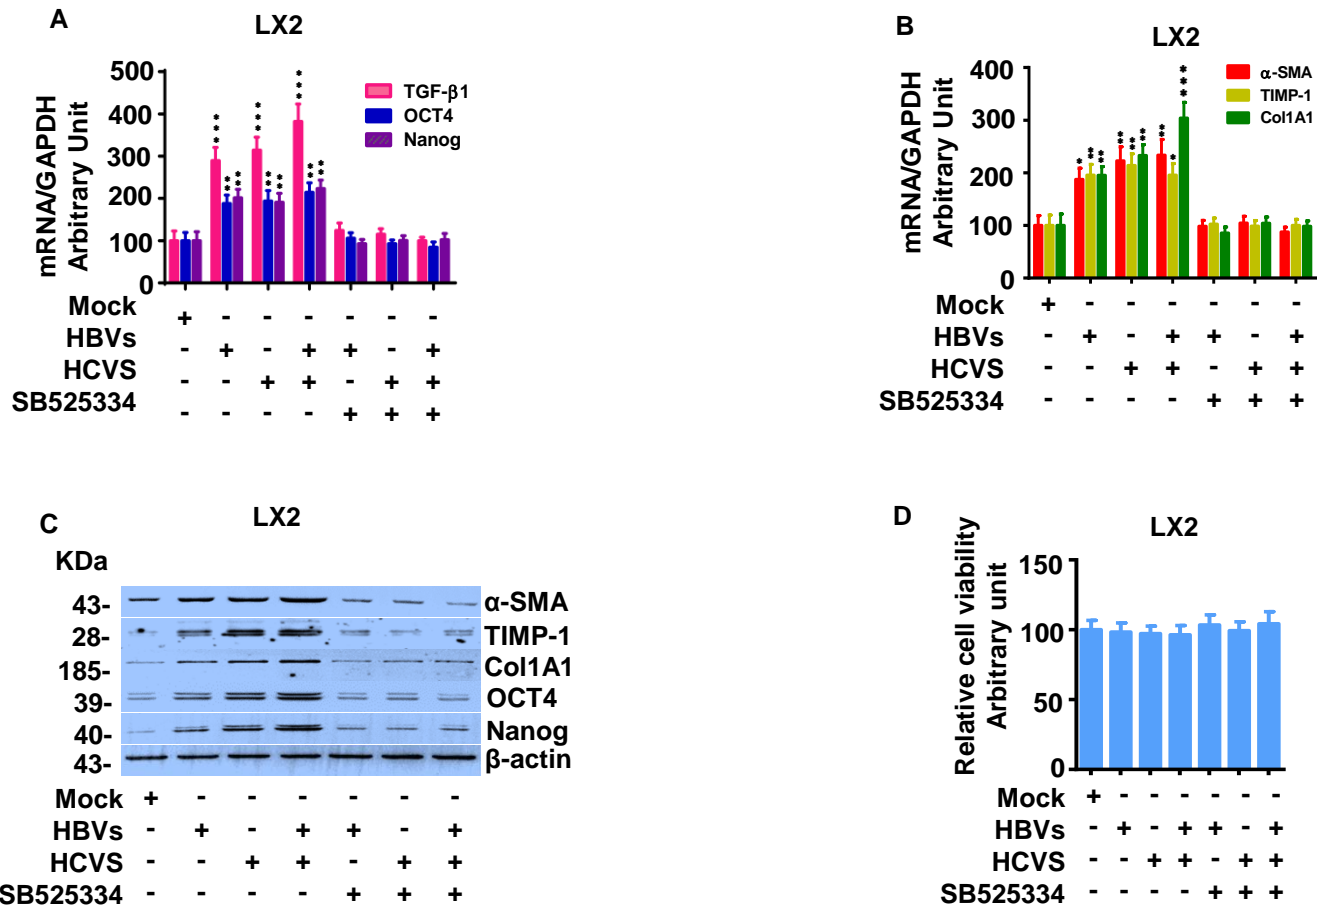 A
LX2
mRNA/GAPDH
Arbitrary Unit
500
400
300
200
100
0
*** ** ** *** ** ** *** ** **
TGF-β1
OCT4
Nanog
Mock + - - - - - -
HBVs - + - + + - +
HCVS - - + + - + +
SB525334 - - - - + + +
B
LX2
mRNA/GAPDH
Arbitrary Unit
400
300
200
100
0
* ** ** ** ** ** ** * ***
α-SMA
TIMP-1
Col1A1
Mock + - - - - - -
HBVs - + - + + - +
HCVS - - + + - + +
SB525334 - - - - + + +
C
LX2
KDa
43- α-SMA
28- TIMP-1
185- Col1A1
39- OCT4
40- Nanog
43- β-actin
Mock + - - - - - -
HBVs - + - + + - +
HCVS - - + + - + +
SB525334 - - - - + + +
D
LX2
Relative cell viability
Arbitrary unit
150
100
50
0
Mock + - - - - - -
HBVs - + - + + - +
HCVS - - + + - + +
SB525334 - - - - + + +